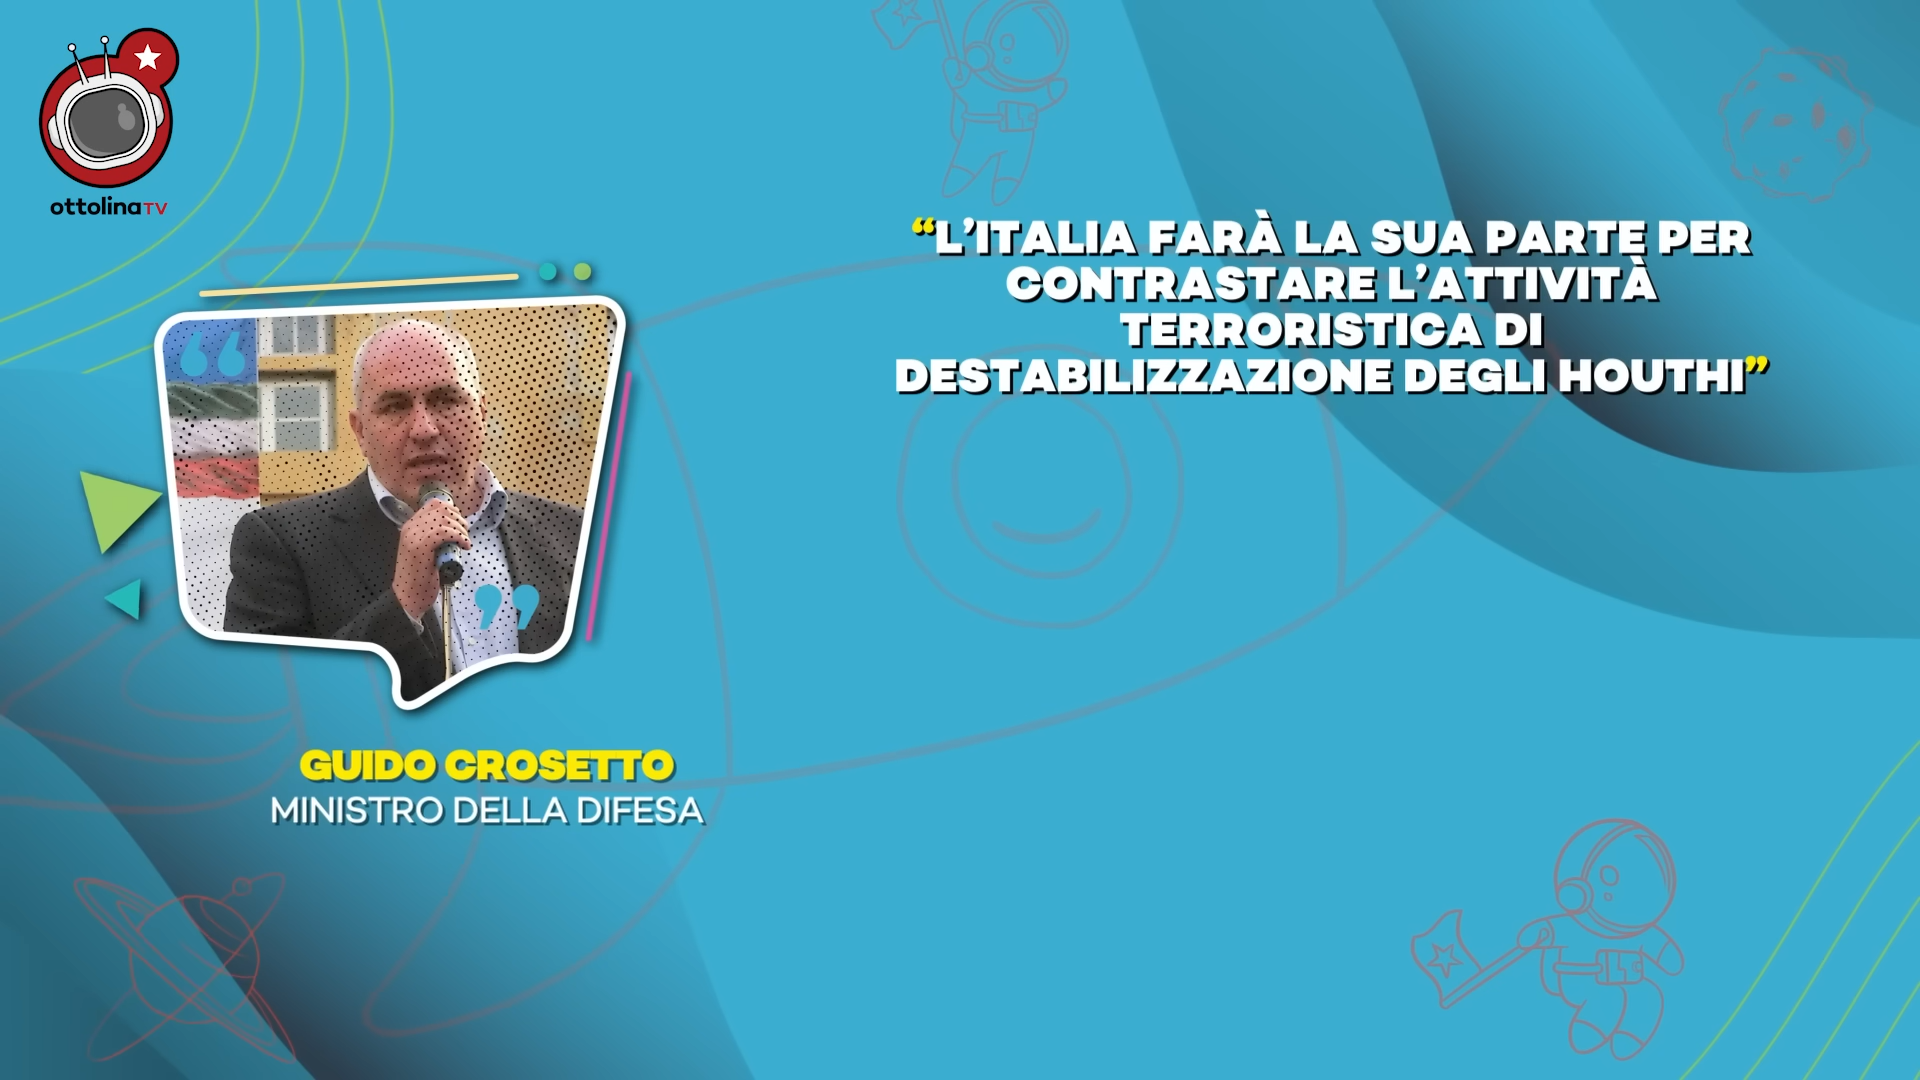 ottolinaTV
“L’ITALIA FARÀ LA SUA PARTE PER
CONTRASTARE L’ATTIVITÀ
TERRORISTICA DI
DESTABILIZZAZIONE DEGLI HOUTHI”
GUIDO CROSETTO
MINISTRO DELLA DIFESA